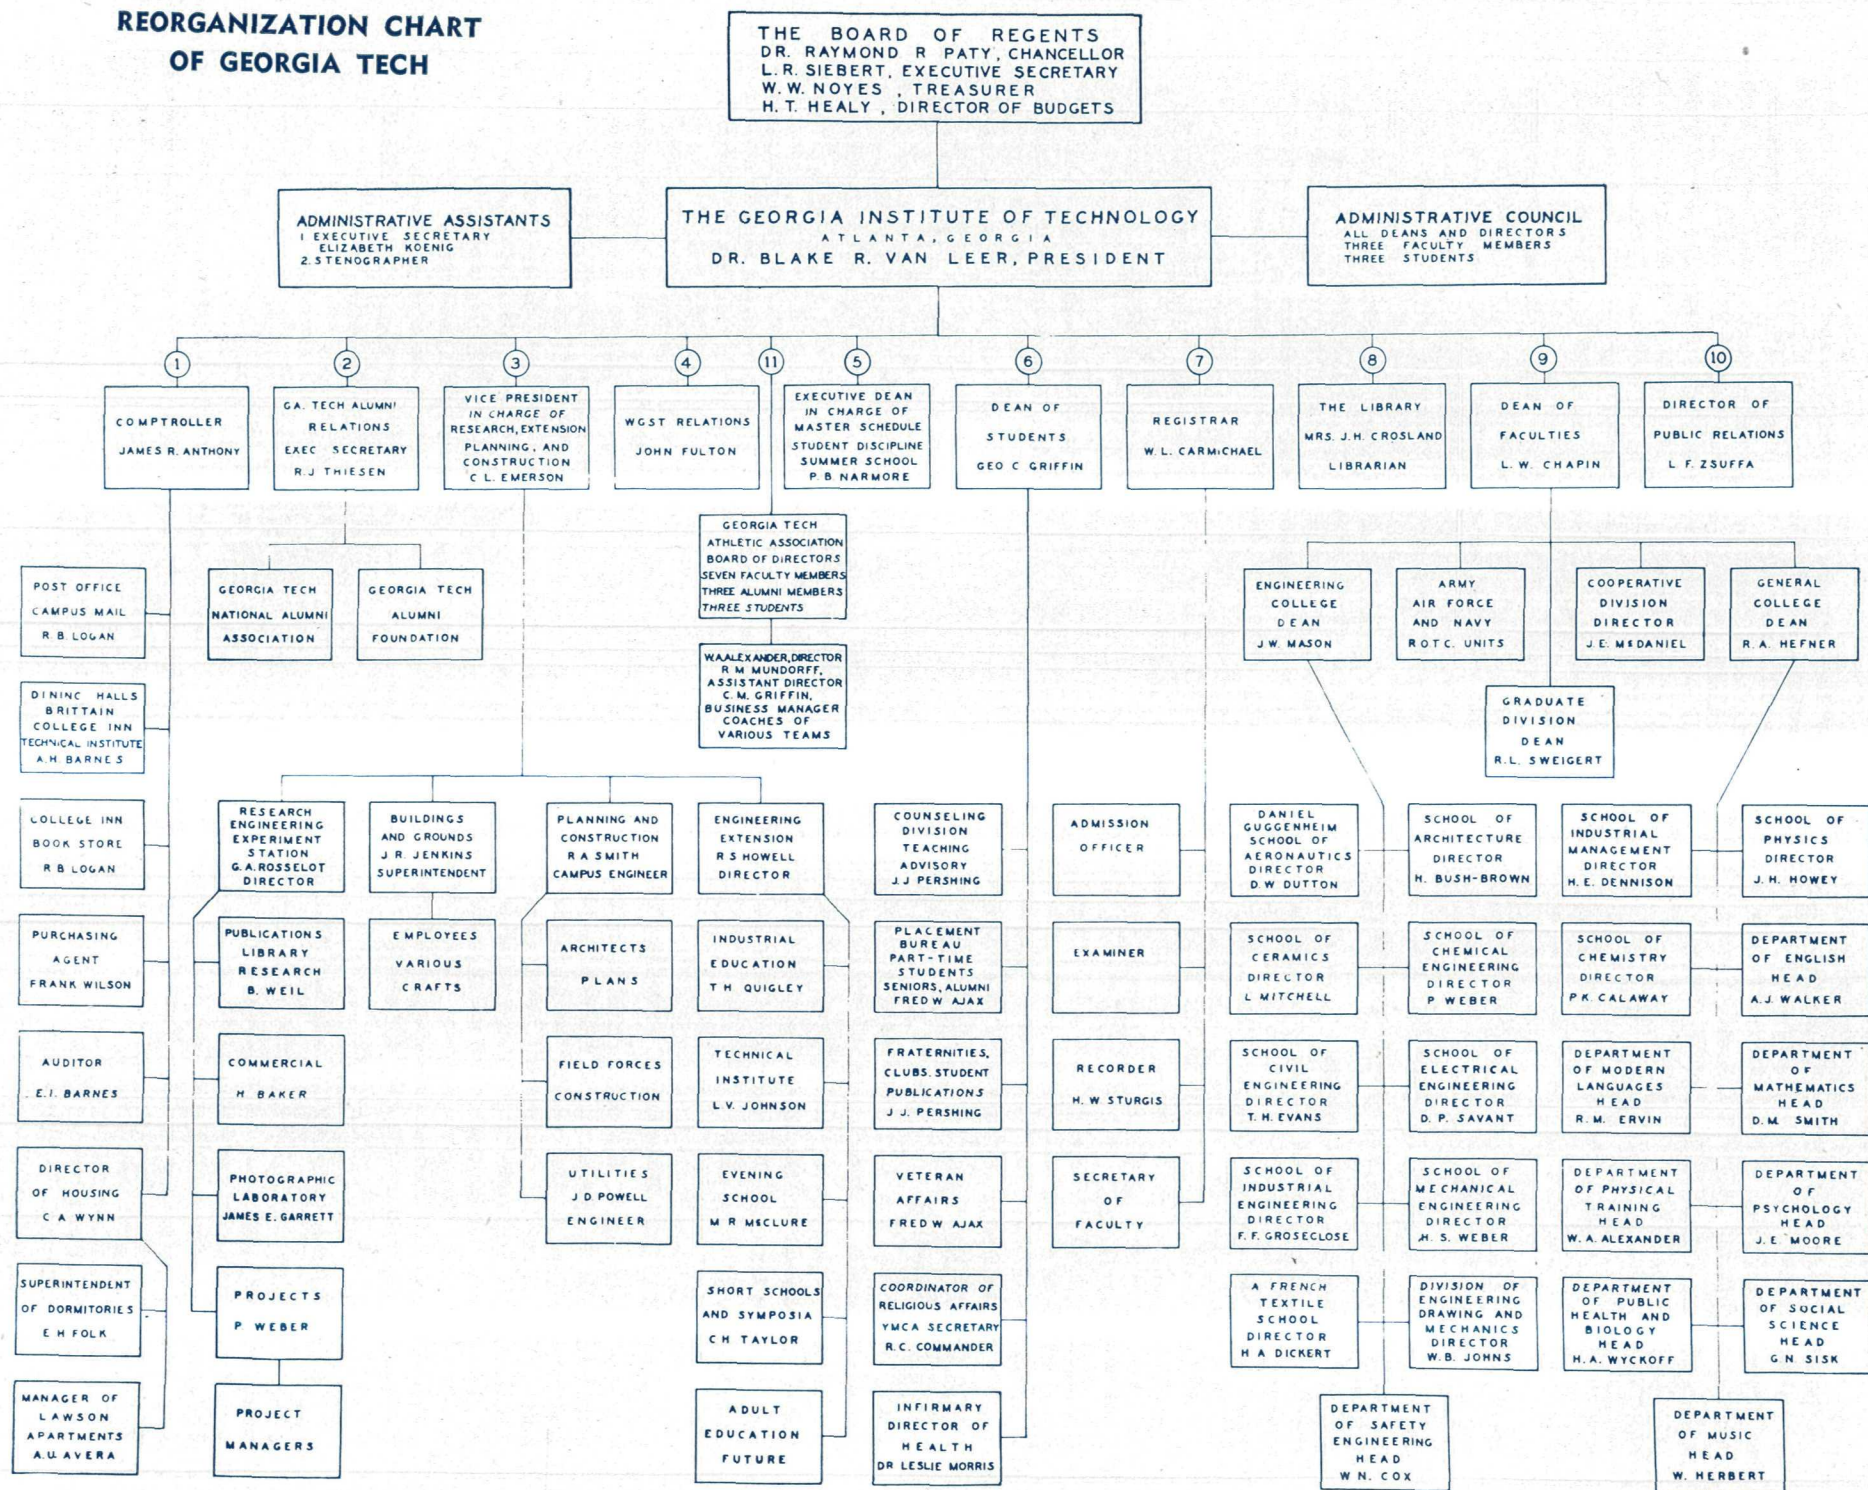 REORGANIZATION CHART
OF GEORGIA TECH
THE BOARD OF REGENTS
DR. RAYMOND R PATY, CHANCELLOR
L.R. SIEBERT, EXECUTIVE SECRETARY
W.W. NOYES , TREASURER
H.T. HEALY , DIRECTOR OF BUDGETS
ADMINISTRATIVE ASSISTANTS
1 EXECUTIVE SECRETARY
ELIZABETH KOENIG
2. STENOGRAPHER
THE GEORGIA INSTITUTE OF TECHNOLOGY
ATLANTA, GEORGIA
DR. BLAKE R. VAN LEER, PRESIDENT
ADMINISTRATIVE COUNCIL
ALL DEANS AND DIRECTORS
THREE FACULTY MEMBERS
THREE STUDENTS
1
2
3
4
11
5
6
7
8
9
10
COMPTROLLER
JAMES R. ANTHONY
GA. TECH ALUMNI
RELATIONS
EXEC SECRETARY
R.J THIESEN
VICE PRESIDENT
IN CHARGE OF
RESEARCH, EXTENSION
PLANNING, AND
CONSTRUCTION
C L. EMERSON
WGST RELATIONS
JOHN FULTON
EXECUTIVE DEAN
IN CHARGE OF
MASTER SCHEDULE
STUDENT DISCIPLINE
SUMMER SCHOOL
P. B. NARMORE
DEAN OF
STUDENTS
GEO C GRIFFIN
REGISTRAR
W.L. CARMICHAEL
THE LIBRARY
MRS. J.H. CROSLAND
LIBRARIAN
DEAN OF
FACULTIES
L.W. CHAPIN
DIRECTOR OF
PUBLIC RELATIONS
L F. ZSUFFA
GEORGIA TECH
ATHLETIC ASSOCIATION
BOARD OF DIRECTORS
SEVEN FACULTY MEMBERS
THREE ALUMNI MEMBERS
THREE STUDENTS
POST OFFICE
CAMPUS MAIL
R.B. LOGAN
GEORGIA TECH
NATIONAL ALUMNI
ASSOCIATION
GEORGIA TECH
ALUMNI
FOUNDATION
ENGINEERING
COLLEGE
DEAN
J.W. MASON
ARMY
AIR FORCE
AND NAVY
ROTC. UNITS
COOPERATIVE
DIVISION
DIRECTOR
J.E. McDANIEL
GENERAL
COLLEGE
DEAN
R.A. HEFNER
W.A.ALEXANDER, DIRECTOR
R M MUNDORFF,
ASSISTANT DIRECTOR
C. M. GRIFFIN,
BUSINESS MANAGER
COACHES OF
VARIOUS TEAMS
DINING HALLS
BRITTAIN
COLLEGE INN
TECHNICAL INSTITUTE
A.H. BARNES
GRADUATE
DIVISION
DEAN
R.L. SWEIGERT
COLLEGE INN
BOOK STORE
R B LOGAN
RESEARCH
ENGINEERING
EXPERIMENT
STATION
G.A. ROSSELOT
DIRECTOR
BUILDINGS
AND GROUNDS
J R. JENKINS
SUPERINTENDENT
PLANNING AND
CONSTRUCTION
R A SMITH
CAMPUS ENGINEER
ENGINEERING
EXTENSION
R S HOWELL
DIRECTOR
COUNSELING
DIVISION
TEACHING
ADVISORY
J.J PERSHING
ADMISSION
OFFICER
DANIEL
GUGGENHEIM
SCHOOL OF
AERONAUTICS
DIRECTOR
D.W DUTTON
SCHOOL OF
ARCHITECTURE
DIRECTOR
H. BUSH-BROWN
SCHOOL OF
INDUSTRIAL
MANAGEMENT
DIRECTOR
H. E. DENNISON
SCHOOL OF
PHYSICS
DIRECTOR
J. H. HOWEY
PURCHASING
AGENT
FRANK WILSON
PUBLICATIONS
LIBRARY
RESEARCH
B. WEIL
EMPLOYEES
VARIOUS
CRAFTS
ARCHITECTS
PLANS
INDUSTRIAL
EDUCATION
T H QUIGLEY
PLACEMENT
BUREAU
PART-TIME
STUDENTS
SENIORS, ALUMNI
FRED W AJAX
EXAMINER
SCHOOL OF
CERAMICS
DIRECTOR
L MITCHELL
SCHOOL OF
CHEMICAL
ENGINEERING
DIRECTOR
P WEBER
SCHOOL OF
CHEMISTRY
DIRECTOR
P K. CALAWAY
DEPARTMENT
OF ENGLISH
HEAD
A.J. WALKER
AUDITOR
E.I. BARNES
COMMERCIAL
H BAKER
FIELD FORCES
CONSTRUCTION
TECHNICAL
INSTITUTE
L.V. JOHNSON
FRATERNITIES,
CLUBS. STUDENT
PUBLICATIONS
J J. PERSHING
RECORDER
H. W STURGIS
SCHOOL OF
CIVIL
ENGINEERING
DIRECTOR
T. H. EVANS
SCHOOL OF
ELECTRICAL
ENGINEERING
DIRECTOR
D. P. SAVANT
DEPARTMENT
OF MODERN
LANGUAGES
HEAD
R.M. ERVIN
DEPARTMENT
OF
MATHEMATICS
HEAD
D.M. SMITH
DIRECTOR
OF HOUSING
C A WYNN
PHOTOGRAPHIC
LABORATORY
JAMES E. GARRETT
UTILITIES
J D. POWELL
ENGINEER
EVENING
SCHOOL
M R McCLURE
VETERAN
AFFAIRS
FRED W AJAX
SECRETARY
OF
FACULTY
SCHOOL OF
INDUSTRIAL
ENGINEERING
DIRECTOR
F. F. GROSECLOSE
SCHOOL OF
MECHANICAL
ENGINEERING
DIRECTOR
H. S. WEBER
DEPARTMENT
OF PHYSICAL
TRAINING
HEAD
W. A. ALEXANDER
DEPARTMENT
OF
PSYCHOLOGY
HEAD
J. E. MOORE
SUPERINTENDENT
OF DORMITORIES
E H FOLK
PROJECTS
P. WEBER
SHORT SCHOOLS
AND SYMPOSIA
C H TAYLOR
COORDINATOR OF
RELIGIOUS AFFAIRS
YMCA SECRETARY
R.C. COMMANDER
A FRENCH
TEXTILE
SCHOOL
DIRECTOR
H A DICKERT
DIVISION OF
ENGINEERING
DRAWING AND
MECHANICS
DIRECTOR
W.B. JOHNS
DEPARTMENT
OF PUBLIC
HEALTH AND
BIOLOGY
HEAD
H.A. WYCKOFF
DEPARTMENT
OF SOCIAL
SCIENCE
HEAD
G.N. SISK
MANAGER OF
LAWSON
APARTMENTS
A.U. AVERA
PROJECT
MANAGERS
ADULT
EDUCATION
FUTURE
INFIRMARY
DIRECTOR OF
HEALTH
DR LESLIE MORRIS
DEPARTMENT
OF SAFETY
ENGINEERING
HEAD
W N. COX
DEPARTMENT
OF MUSIC
HEAD
W. HERBERT